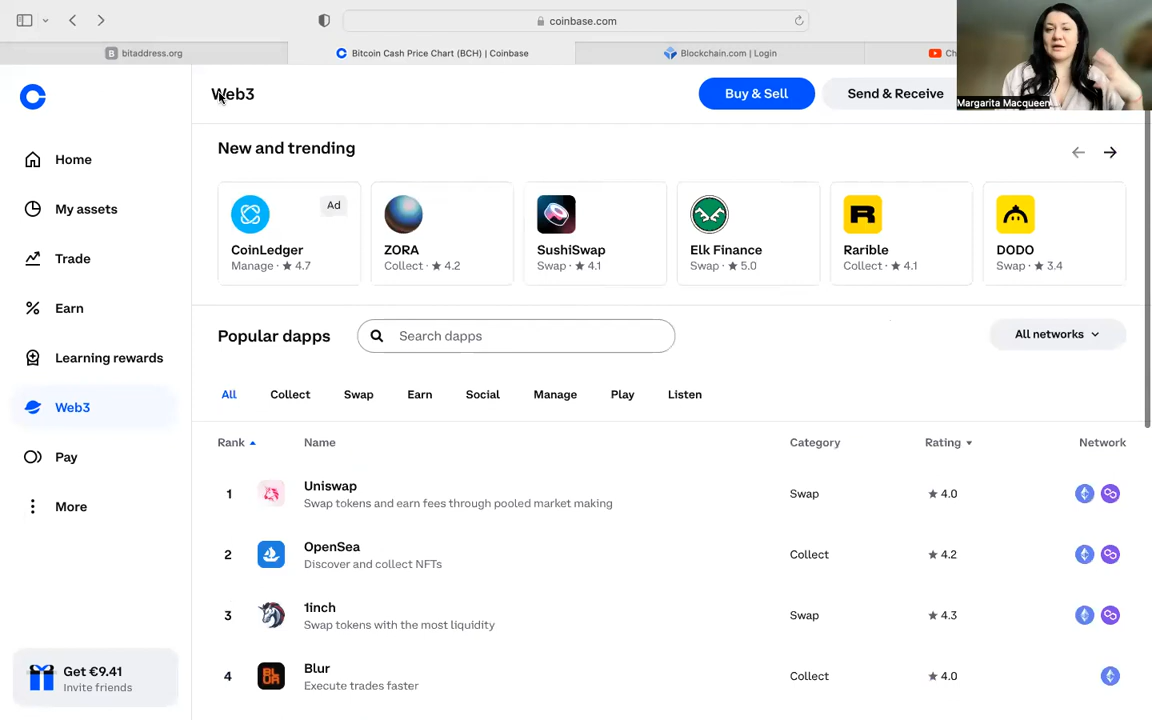 coinbase.com
bitaddress.org
Bitcoin Cash Price Chart (BCH) | Coinbase
Blockchain.com | Login
Ch
Margarita Macqueen
Web3
Buy & Sell
Send & Receive
Home
My assets
Trade
Earn
Learning rewards
Web3
Pay
More
Get €9.41
Invite friends
New and trending
Ad
CoinLedger
Manage · ★ 4.7
ZORA
Collect · ★ 4.2
SushiSwap
Swap · ★ 4.1
Elk Finance
Swap · ★ 5.0
R
Rarible
Collect · ★ 4.1
DODO
Swap · ★ 3.4
Popular dapps
Search dapps
All networks
All Collect Swap Earn Social Manage Play Listen
Rank Name Category Rating Network
1 Uniswap Swap ★ 4.0
Swap tokens and earn fees through pooled market making
2 OpenSea Collect ★ 4.2
Discover and collect NFTs
3 1inch Swap ★ 4.3
Swap tokens with the most liquidity
BLUR
4 Blur Collect ★ 4.0
Execute trades faster